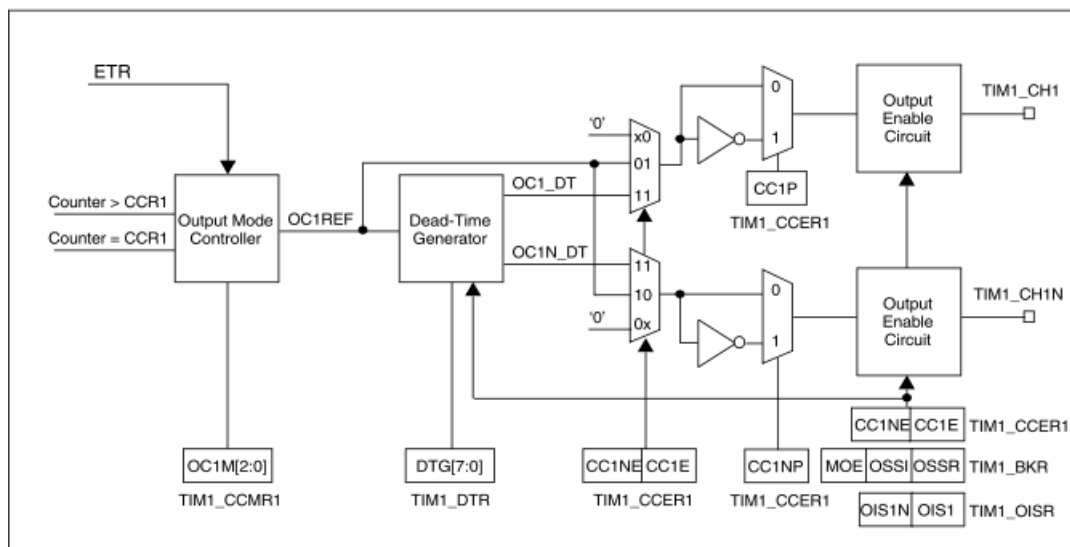 ETR
Counter > CCR1
Counter = CCR1
Output Mode
Controller
OC1REF
Dead-Time
Generator
OC1_DT
OC1N_DT
'0'
x0
01
11
11
10
0x
'0'
0
1
CC1P
TIM1_CCER1
0
1
Output
Enable
Circuit
TIM1_CH1
Output
Enable
Circuit
TIM1_CH1N
OC1M[2:0]
TIM1_CCMR1
DTG[7:0]
TIM1_DTR
CC1NE CC1E
TIM1_CCER1
CC1NP
TIM1_CCER1
CC1NE CC1E TIM1_CCER1
MOE OSSI OSSR TIM1_BKR
OIS1N OIS1 TIM1_OISR